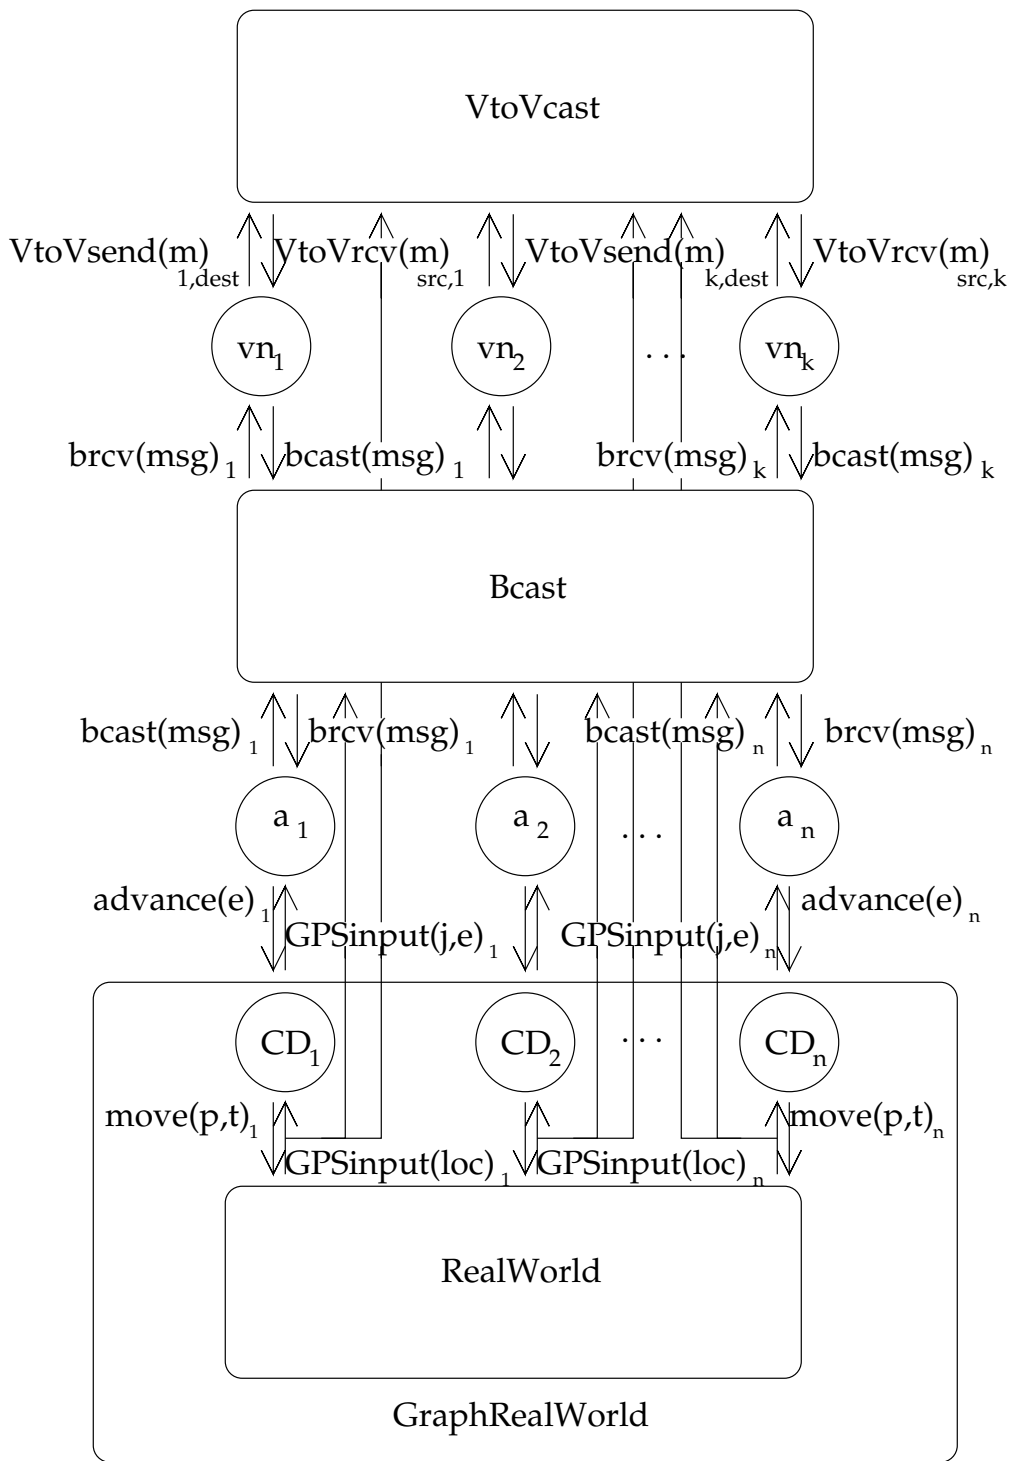 VtoVcast
VtoVsend(m)1,dest VtoVrcv(m)src,1 VtoVsend(m)k,dest VtoVrcv(m)src,k
vn1 vn2 . . . vnk
brcv(msg)1 bcast(msg)1 brcv(msg)k bcast(msg)k
Bcast
bcast(msg)1 brcv(msg)1 bcast(msg)n brcv(msg)n
a1 a2 . . . an
advance(e)1 advance(e)n
GPSinput(j,e)1 GPSinput(j,e)n
CD1 CD2 . . . CDn
move(p,t)1 move(p,t)n
GPSinput(loc)1 GPSinput(loc)n
RealWorld
GraphRealWorld